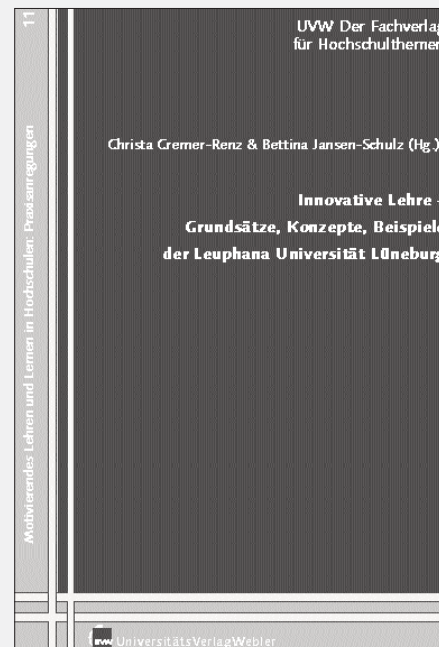 UVW Der Fachverlag
für Hochschulthemen
Christa Cremer-Renz & Bettina Jansen-Schulz (Hg.)
Innovative Lehre -
Grundsätze, Konzepte, Beispiele
der Leuphana Universität Lüneburg
11
Motivierendes Lehren und Lernen in Hochschulen: Praxisanregungen
UVW UniversitätsVerlagWebler